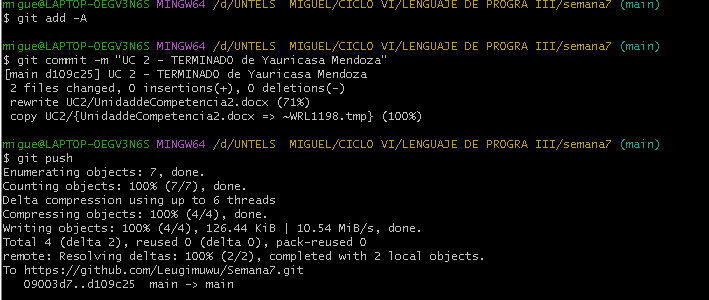 migue@LAPTOP-OEGV3N6S MINGW64 /d/UNTELS  MIGUEL/CICLO VI/LENGUAJE DE PROGRA III/semana7 (main)
$ git add -A
migue@LAPTOP-OEGV3N6S MINGW64 /d/UNTELS  MIGUEL/CICLO VI/LENGUAJE DE PROGRA III/semana7 (main)
$ git commit -m "UC 2 - TERMINADO de Yauricasa Mendoza"
[main d109c25] UC 2 - TERMINADO de Yauricasa Mendoza
 2 files changed, 0 insertions(+), 0 deletions(-)
 rewrite UC2/UnidaddeCompetencia2.docx (71%)
 copy UC2/{UnidaddeCompetencia2.docx => ~WRL1198.tmp} (100%)
migue@LAPTOP-OEGV3N6S MINGW64 /d/UNTELS  MIGUEL/CICLO VI/LENGUAJE DE PROGRA III/semana7 (main)
$ git push
Enumerating objects: 7, done.
Counting objects: 100% (7/7), done.
Delta compression using up to 6 threads
Compressing objects: 100% (4/4), done.
Writing objects: 100% (4/4), 126.44 KiB | 10.54 MiB/s, done.
Total 4 (delta 2), reused 0 (delta 0), pack-reused 0
remote: Resolving deltas: 100% (2/2), completed with 2 local objects.
To https://github.com/Leugimuwu/Semana7.git
   09003d7..d109c25  main -> main